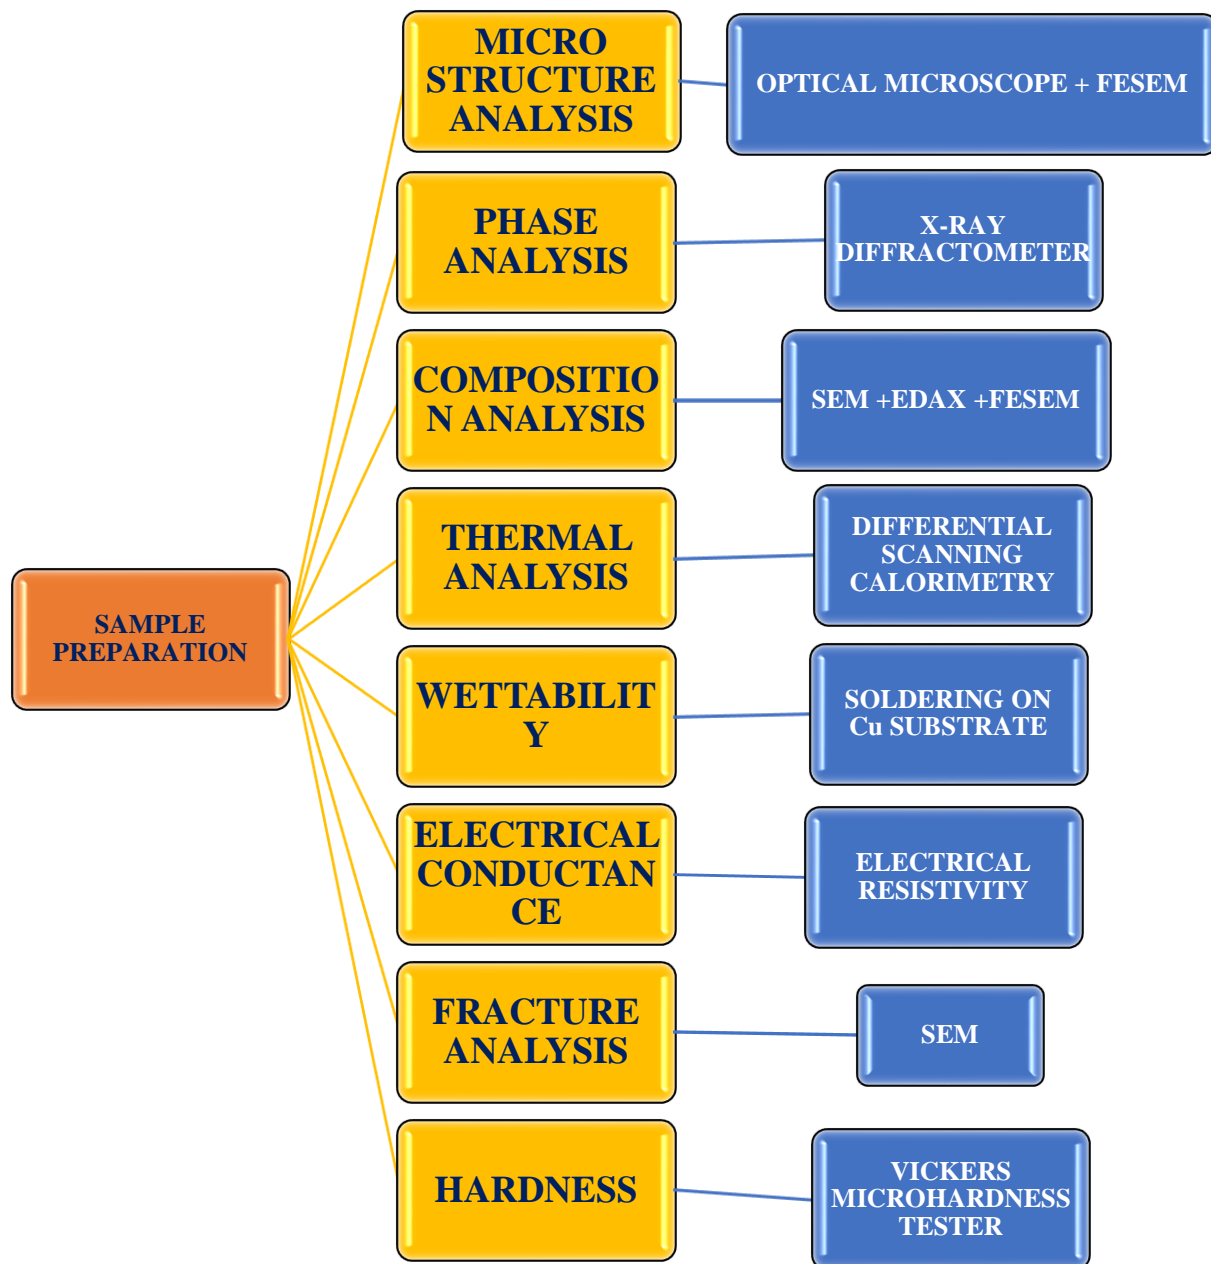 MICRO
STRUCTURE
ANALYSIS
OPTICAL MICROSCOPE + FESEM
PHASE
ANALYSIS
X-RAY
DIFFRACTOMETER
COMPOSITIO
N ANALYSIS
SEM +EDAX +FESEM
THERMAL
ANALYSIS
DIFFERENTIAL
SCANNING
CALORIMETRY
SAMPLE
PREPARATION
WETTABILIT
Y
SOLDERING ON
Cu SUBSTRATE
ELECTRICAL
CONDUCTAN
CE
ELECTRICAL
RESISTIVITY
FRACTURE
ANALYSIS
SEM
HARDNESS
VICKERS
MICROHARDNESS
TESTER